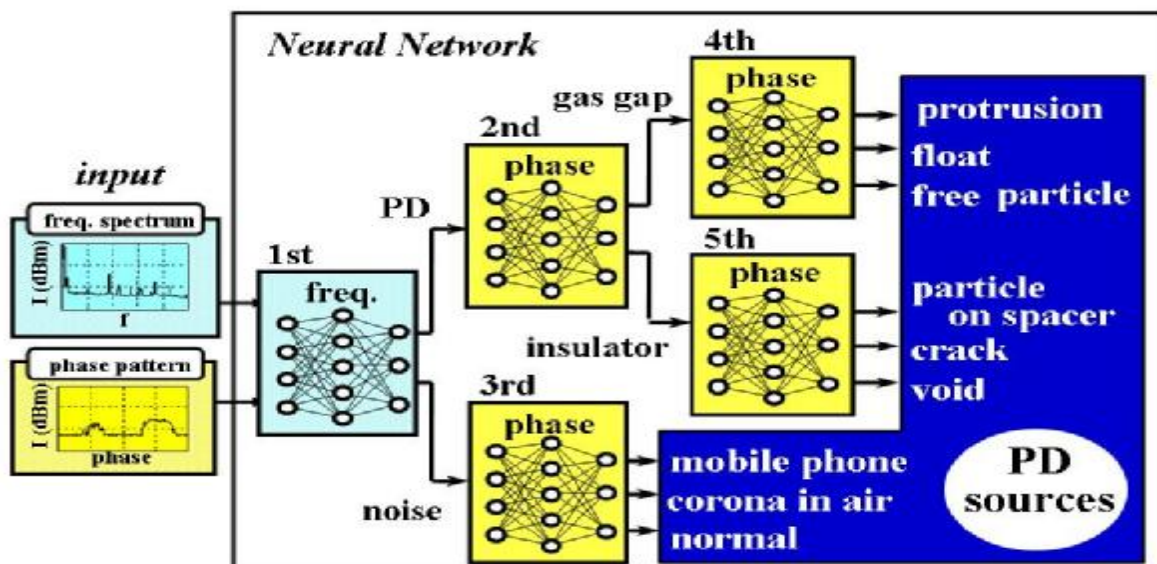 Neural Network
input
freq. spectrum
I (dBm)
f
phase pattern
I (dBm)
phase
1st
freq.
PD
noise
2nd
phase
gas gap
insulator
3rd
phase
4th
phase
5th
phase
protrusion
float
free particle
particle
on spacer
crack
void
mobile phone
corona in air
normal
PD
sources